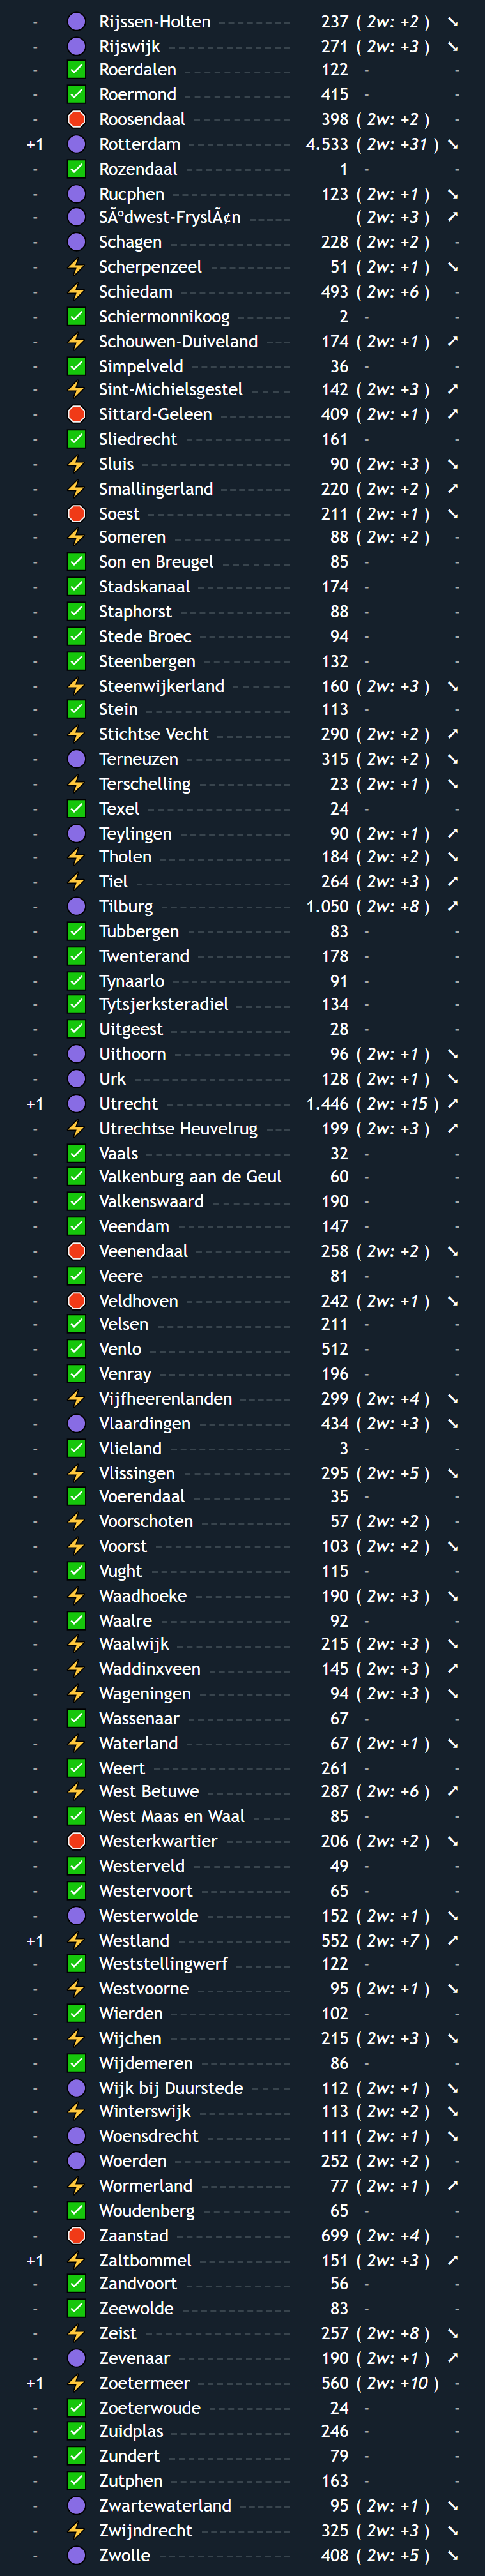 - Rijssen-Holten 237 ( 2w: +2 ) ➘
- Rijswijk 271 ( 2w: +3 ) ➘
- ✅ Roerdalen 122 - -
- ✅ Roermond 415 - -
- Roosendaal 398 ( 2w: +2 ) -
+1 Rotterdam 4.533 ( 2w: +31 ) ➘
- ✅ Rozendaal 1 - -
- Rucphen 123 ( 2w: +1 ) ➘
- SÃºdwest-FryslÃ¢n ( 2w: +3 ) ➚
- Schagen 228 ( 2w: +2 ) -
- ⚡ Scherpenzeel 51 ( 2w: +1 ) ➘
- ⚡ Schiedam 493 ( 2w: +6 ) -
- ✅ Schiermonnikoog 2 - -
- ⚡ Schouwen-Duiveland 174 ( 2w: +1 ) ➚
- ✅ Simpelveld 36 - -
- ⚡ Sint-Michielsgestel 142 ( 2w: +3 ) ➚
- Sittard-Geleen 409 ( 2w: +1 ) ➚
- ✅ Sliedrecht 161 - -
- ⚡ Sluis 90 ( 2w: +3 ) ➘
- ⚡ Smallingerland 220 ( 2w: +2 ) ➚
- Soest 211 ( 2w: +1 ) ➘
- ⚡ Someren 88 ( 2w: +2 ) -
- ✅ Son en Breugel 85 - -
- ✅ Stadskanaal 174 - -
- ✅ Staphorst 88 - -
- ✅ Stede Broec 94 - -
- ✅ Steenbergen 132 - -
- ⚡ Steenwijkerland 160 ( 2w: +3 ) ➘
- ✅ Stein 113 - -
- ⚡ Stichtse Vecht 290 ( 2w: +2 ) ➚
- Terneuzen 315 ( 2w: +2 ) ➘
- ⚡ Terschelling 23 ( 2w: +1 ) ➘
- ✅ Texel 24 - -
- Teylingen 90 ( 2w: +1 ) ➚
- ⚡ Tholen 184 ( 2w: +2 ) ➘
- ⚡ Tiel 264 ( 2w: +3 ) ➚
- Tilburg 1.050 ( 2w: +8 ) ➚
- ✅ Tubbergen 83 - -
- ✅ Twenterand 178 - -
- ✅ Tynaarlo 91 - -
- ✅ Tytsjerksteradiel 134 - -
- ✅ Uitgeest 28 - -
- Uithoorn 96 ( 2w: +1 ) ➘
- Urk 128 ( 2w: +1 ) ➘
+1 Utrecht 1.446 ( 2w: +15 ) ➚
- ⚡ Utrechtse Heuvelrug 199 ( 2w: +3 ) ➚
- ✅ Vaals 32 - -
- ✅ Valkenburg aan de Geul 60 - -
- ✅ Valkenswaard 190 - -
- ✅ Veendam 147 - -
- Veenendaal 258 ( 2w: +2 ) ➘
- ✅ Veere 81 - -
- Veldhoven 242 ( 2w: +1 ) ➘
- ✅ Velsen 211 - -
- ✅ Venlo 512 - -
- ✅ Venray 196 - -
- ⚡ Vijfheerenlanden 299 ( 2w: +4 ) ➘
- Vlaardingen 434 ( 2w: +3 ) ➘
- ✅ Vlieland 3 - -
- ⚡ Vlissingen 295 ( 2w: +5 ) ➘
- ✅ Voerendaal 35 - -
- ⚡ Voorschoten 57 ( 2w: +2 ) -
- ⚡ Voorst 103 ( 2w: +2 ) ➘
- ✅ Vught 115 - -
- ⚡ Waadhoeke 190 ( 2w: +3 ) ➘
- ✅ Waalre 92 - -
- ⚡ Waalwijk 215 ( 2w: +3 ) ➘
- ⚡ Waddinxveen 145 ( 2w: +3 ) ➚
- ⚡ Wageningen 94 ( 2w: +3 ) ➘
- ✅ Wassenaar 67 - -
- ⚡ Waterland 67 ( 2w: +1 ) ➘
- ✅ Weert 261 - -
- ⚡ West Betuwe 287 ( 2w: +6 ) ➚
- ✅ West Maas en Waal 85 - -
- Westerkwartier 206 ( 2w: +2 ) ➘
- ✅ Westerveld 49 - -
- ✅ Westervoort 65 - -
- Westerwolde 152 ( 2w: +1 ) ➘
+1 ⚡ Westland 552 ( 2w: +7 ) ➚
- ✅ Weststellingwerf 122 - -
- ⚡ Westvoorne 95 ( 2w: +1 ) ➘
- ✅ Wierden 102 - -
- ⚡ Wijchen 215 ( 2w: +3 ) ➘
- ✅ Wijdemeren 86 - -
- Wijk bij Duurstede 112 ( 2w: +1 ) ➘
- ⚡ Winterswijk 113 ( 2w: +2 ) ➘
- Woensdrecht 111 ( 2w: +1 ) ➘
- Woerden 252 ( 2w: +2 ) -
- ⚡ Wormerland 77 ( 2w: +1 ) ➚
- ✅ Woudenberg 65 - -
- Zaanstad 699 ( 2w: +4 ) -
+1 ⚡ Zaltbommel 151 ( 2w: +3 ) ➚
- ✅ Zandvoort 56 - -
- ✅ Zeewolde 83 - -
- ⚡ Zeist 257 ( 2w: +8 ) ➘
- Zevenaar 190 ( 2w: +1 ) ➚
+1 ⚡ Zoetermeer 560 ( 2w: +10 ) -
- ✅ Zoeterwoude 24 - -
- ✅ Zuidplas 246 - -
- ✅ Zundert 79 - -
- ✅ Zutphen 163 - -
- Zwartewaterland 95 ( 2w: +1 ) ➘
- ⚡ Zwijndrecht 325 ( 2w: +3 ) ➘
- Zwolle 408 ( 2w: +5 ) ➘